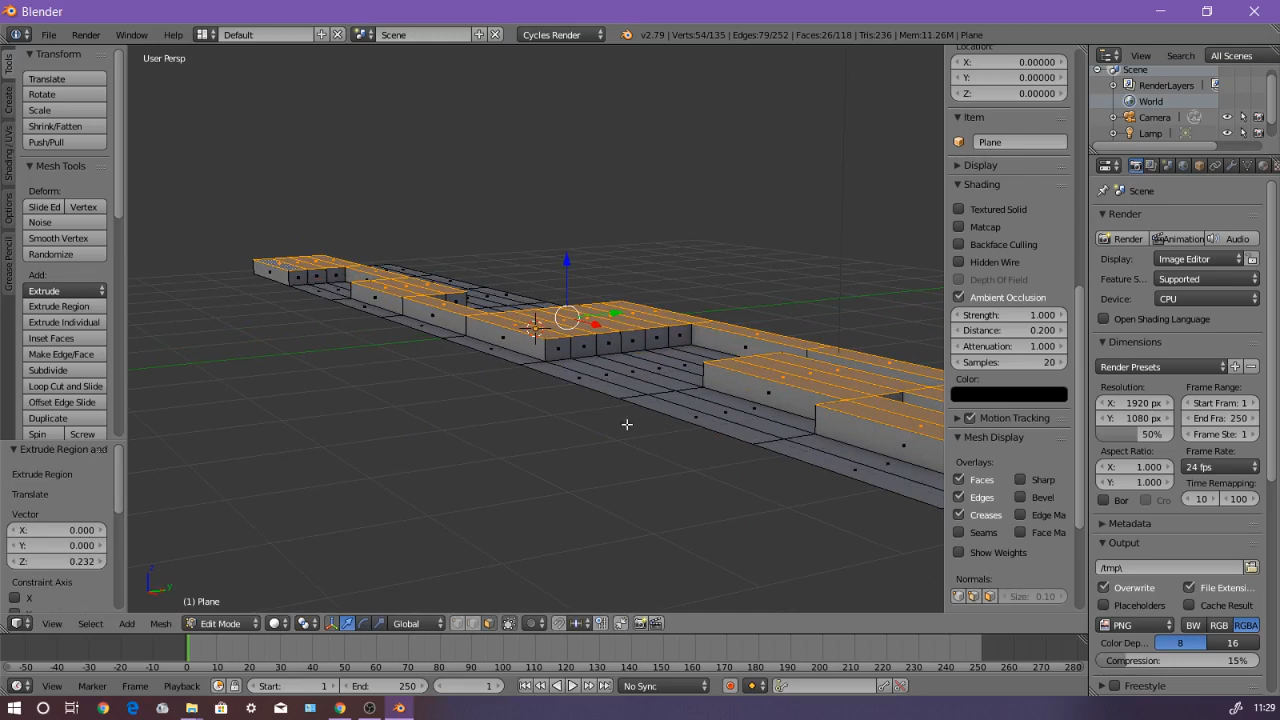 Blender
File Render Window Help Default Scene Cycles Render v2.79 | Verts:54/135 | Edges:79/252 | Faces:26/118 | Tris:236 | Mem:11.26M | Plane
Tools
Create
Shading / UVs
Options
Grease Pencil
Transform
Translate
Rotate
Scale
Shrink/Fatten
Push/Pull
Mesh Tools
Deform:
Slide Ed Vertex
Noise
Smooth Vertex
Randomize
Add:
Extrude
Extrude Region
Extrude Individual
Inset Faces
Make Edge/Face
Subdivide
Loop Cut and Slide
Offset Edge Slide
Duplicate
Spin Screw
Extrude Region and
Extrude Region
Translate
Vector
X: 0.000
Y: 0.000
Z: 0.232
Constraint Axis
X
User Persp
z
y
(1) Plane
Location:
X: 0.00000
Y: 0.00000
Z: 0.00000
Item
Plane
Display
Shading
Textured Solid
Matcap
Backface Culling
Hidden Wire
Depth Of Field
Ambient Occlusion
Strength: 1.000
Distance: 0.200
Attenuation: 1.000
Samples: 20
Color:
Motion Tracking
Mesh Display
Overlays:
Faces Sharp
Edges Bevel
Creases Edge Ma
Seams Face Ma
Show Weights
Normals:
Size: 0.10
View Search All Scenes
Scene
RenderLayers
World
Camera
Lamp
Scene
Render
Render Animation Audio
Display: Image Editor
Feature S... Supported
Device: CPU
Open Shading Language
Dimensions
Render Presets
Resolution: Frame Range:
X: 1920 px Start Fram: 1
Y: 1080 px End Fra: 250
50% Frame Ste: 1
Aspect Ratio: Frame Rate:
X: 1.000 24 fps
Y: 1.000 Time Remapping:
Bor Cro 10 100
Metadata
Output
/tmp\
Overwrite File Extensi...
Placeholders Cache Result
PNG BW RGB RGBA
Color Dep... 8 16
Compression: 15%
Freestyle
View Select Add Mesh Edit Mode Global
-50 -40 -30 -20 -10 0 10 20 30 40 50 60 70 80 90 100 110 120 130 140 150 160 170 180 190 200 210 220 230 240 250 260 270 280
View Marker Frame Playback Start: 1 End: 250 1 No Sync
11:29